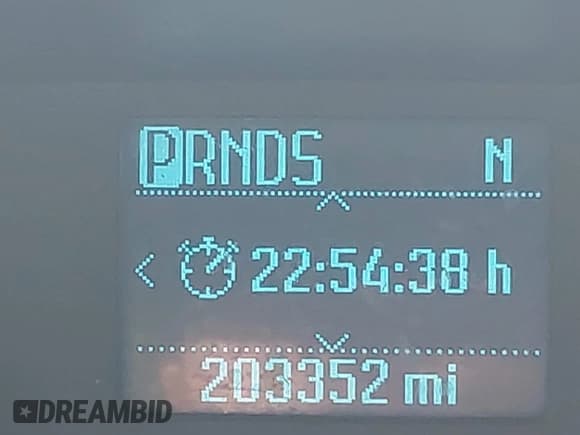 PRNDS N
< 22:54:38 h
203352 mi
DREAMBID